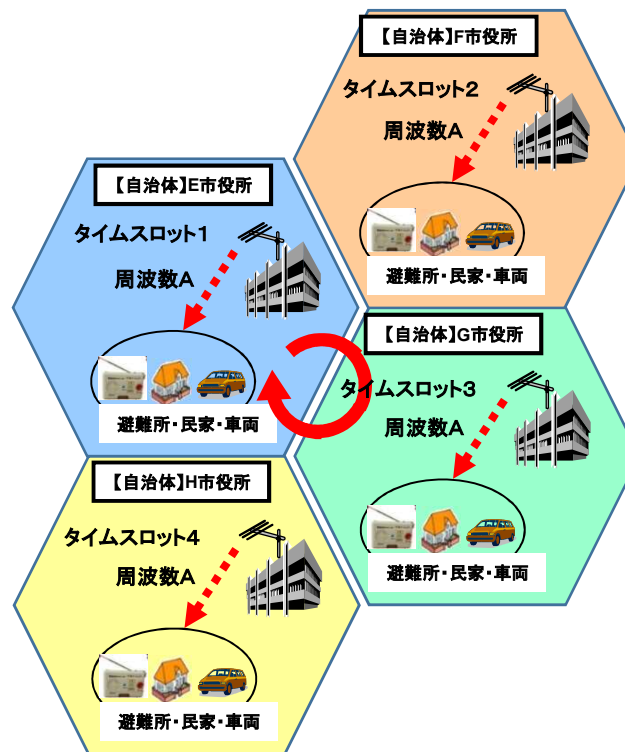 【自治体】F市役所
タイムスロット2
周波数A
避難所・民家・車両
【自治体】E市役所
タイムスロット1
周波数A
避難所・民家・車両
【自治体】G市役所
タイムスロット3
周波数A
避難所・民家・車両
【自治体】H市役所
タイムスロット4
周波数A
避難所・民家・車両